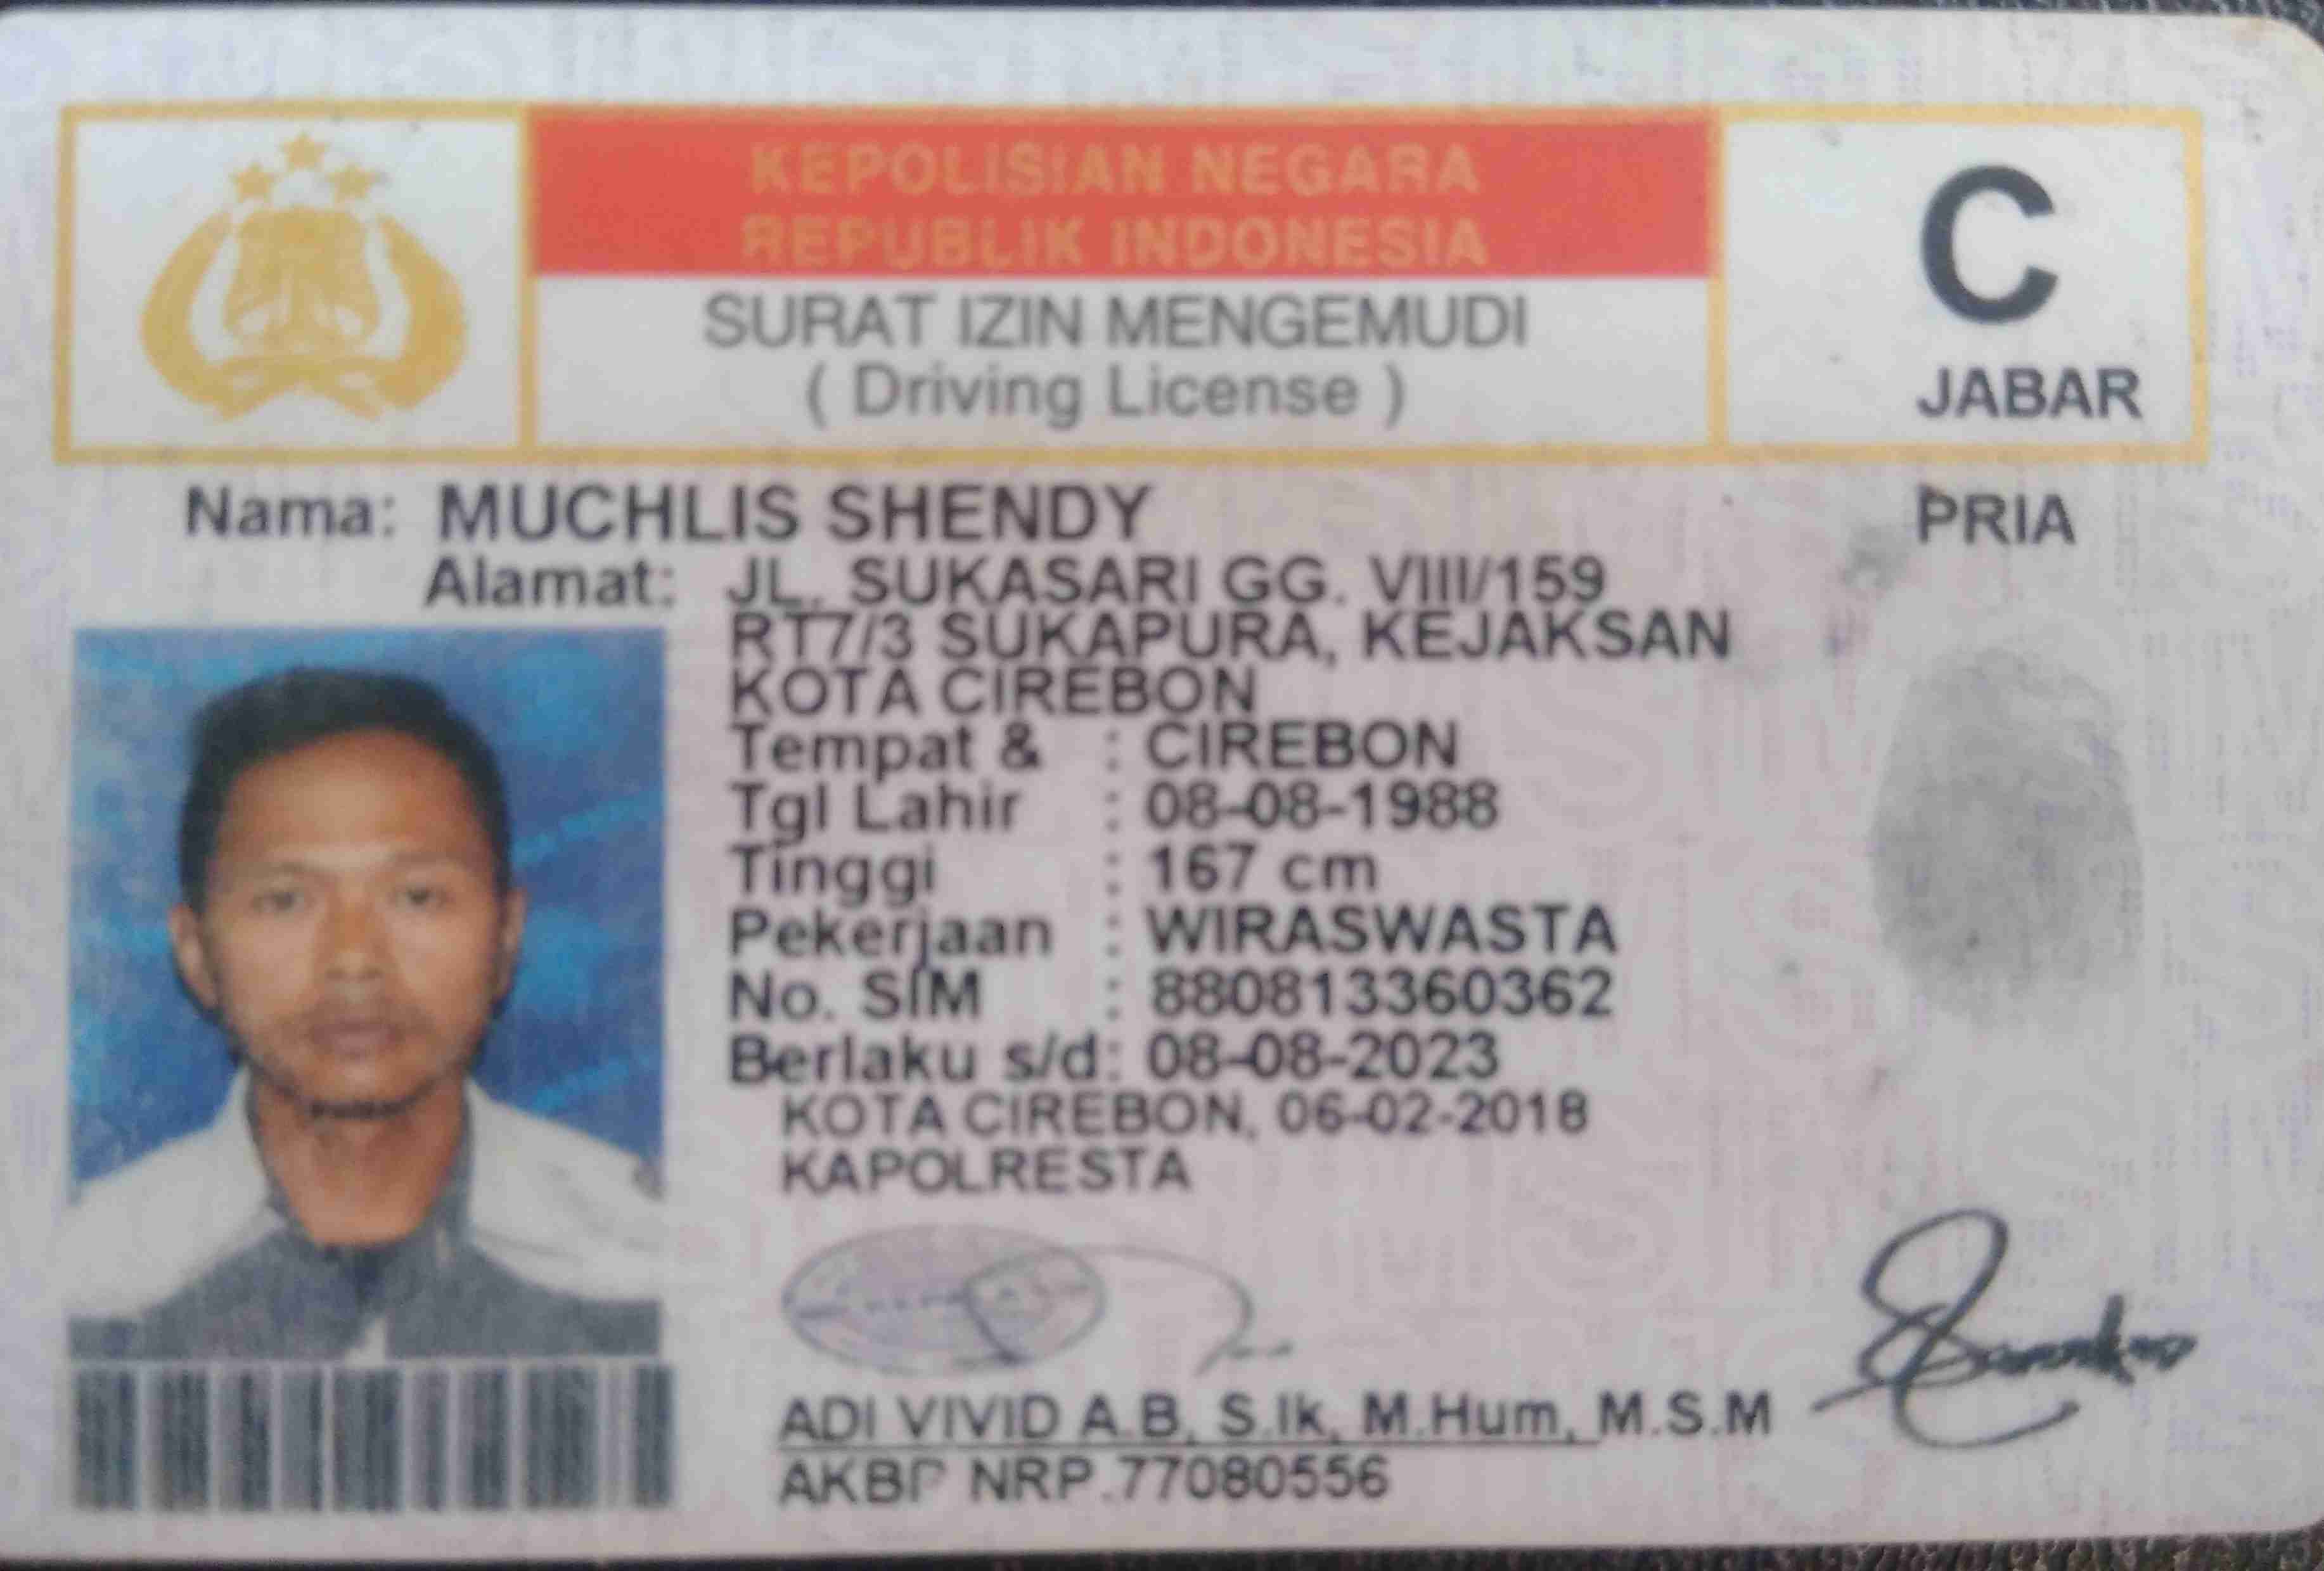 KEPOLISIAN NEGARA
REPUBLIK INDONESIA
SURAT IZIN MENGEMUDI
( Driving License )
C
JABAR
Nama: MUCHLIS SHENDY
PRIA
Alamat: JL. SUKASARI GG. VIIII/159
RT7/3 SUKAPURA, KEJAKSAN
KOTA CIREBON
Tempat & : CIREBON
Tgl Lahir : 08-08-1988
Tinggi : 167 cm
Pekerjaan : WIRASWASTA
No. SIM : 880813360362
Berlaku s/d: 08-08-2023
KOTA CIREBON, 06-02-2018
KAPOLRESTA
ADI VIVID A.B, S.Ik, M.Hum, M.S.M
AKBP NRP.77080556